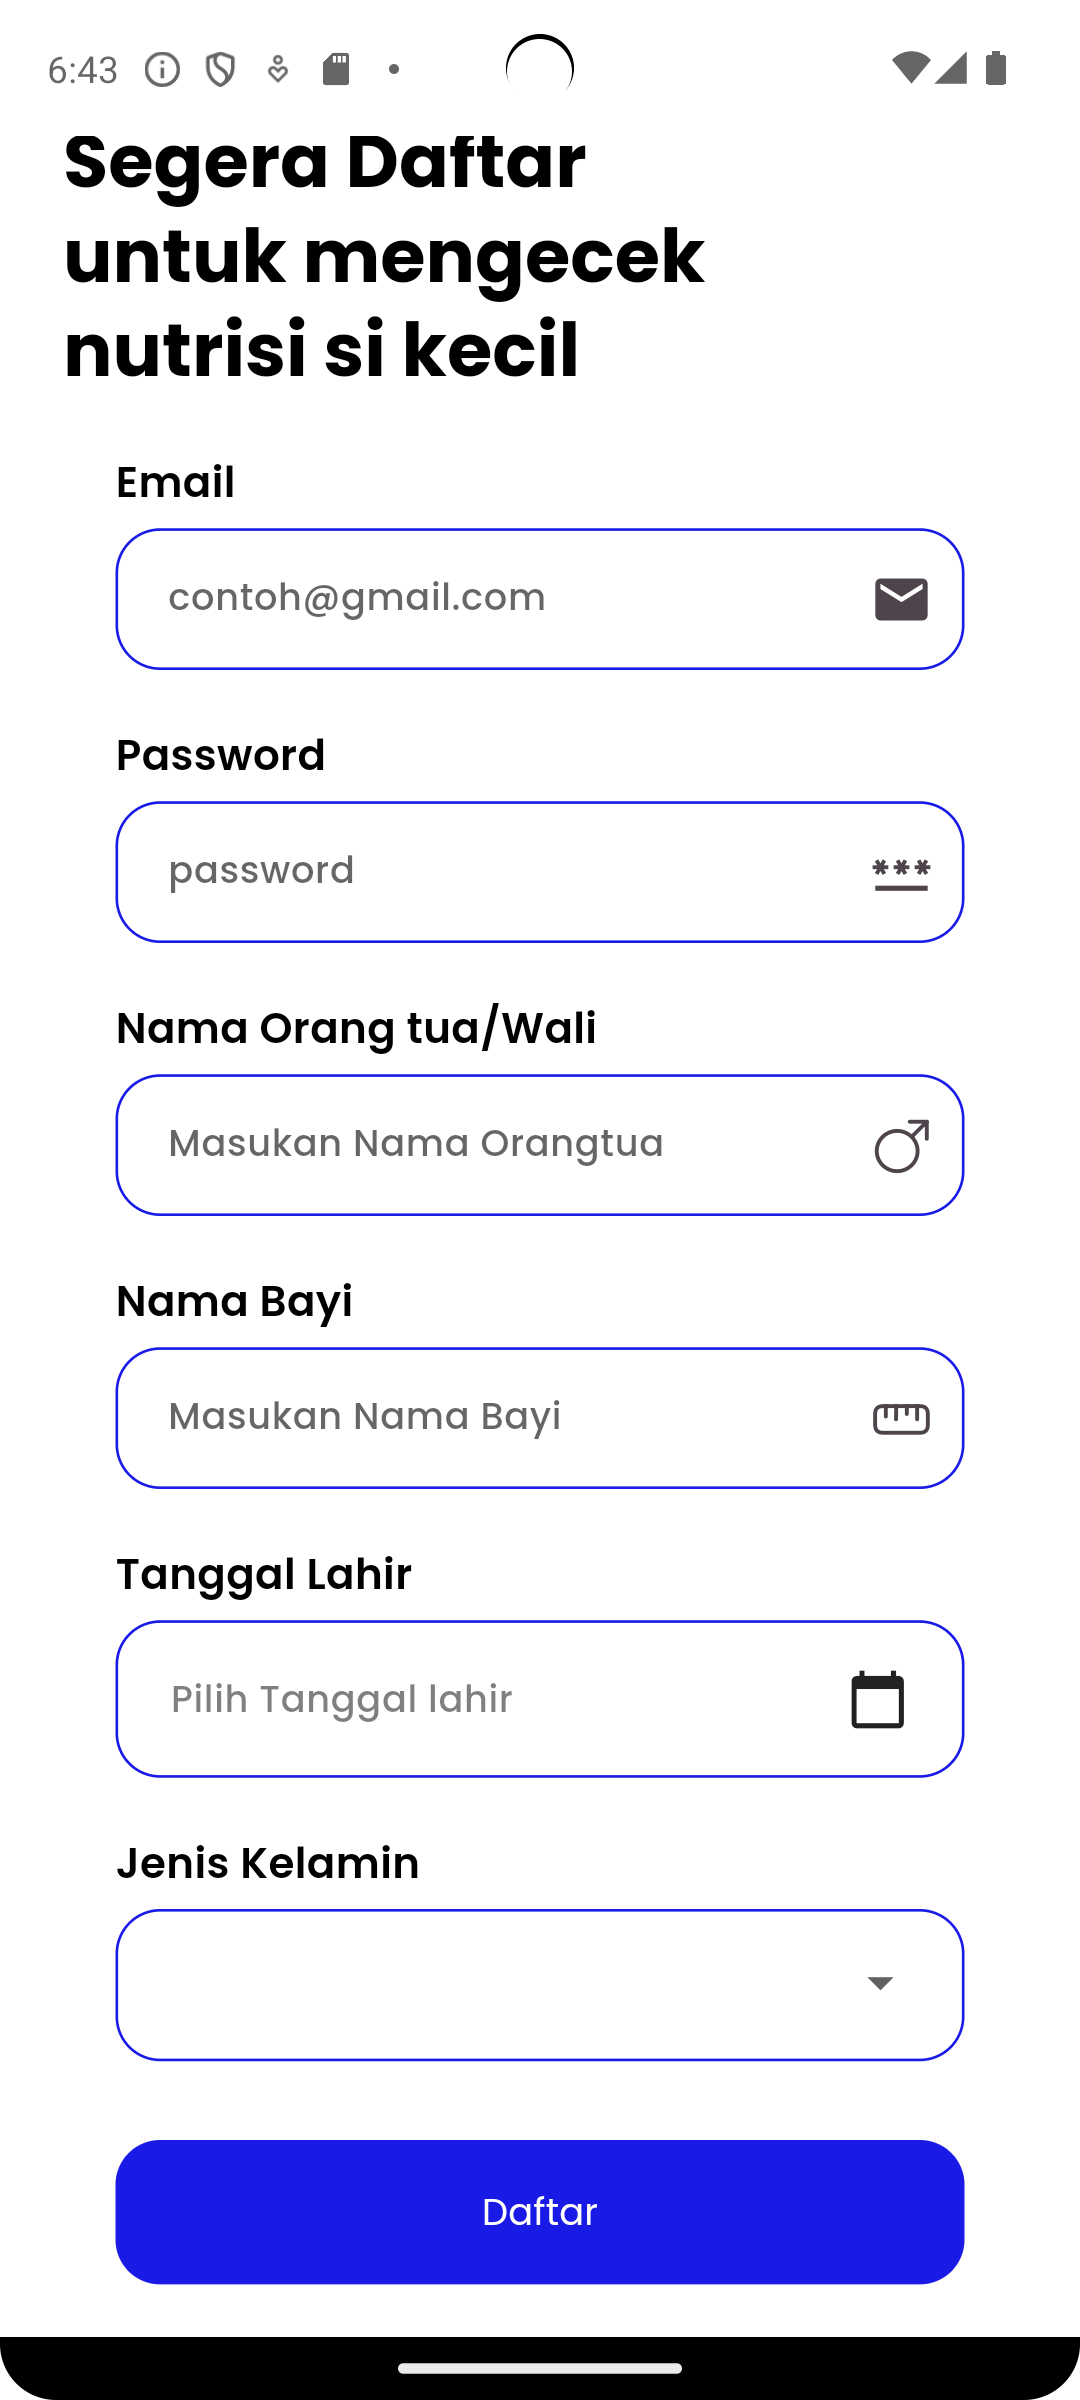 6:43
Segera Daftar
untuk mengecek
nutrisi si kecil
Email
contoh@gmail.com
Password
password
Nama Orang tua/Wali
Masukan Nama Orangtua
Nama Bayi
Masukan Nama Bayi
Tanggal Lahir
Pilih Tanggal lahir
Jenis Kelamin
Daftar